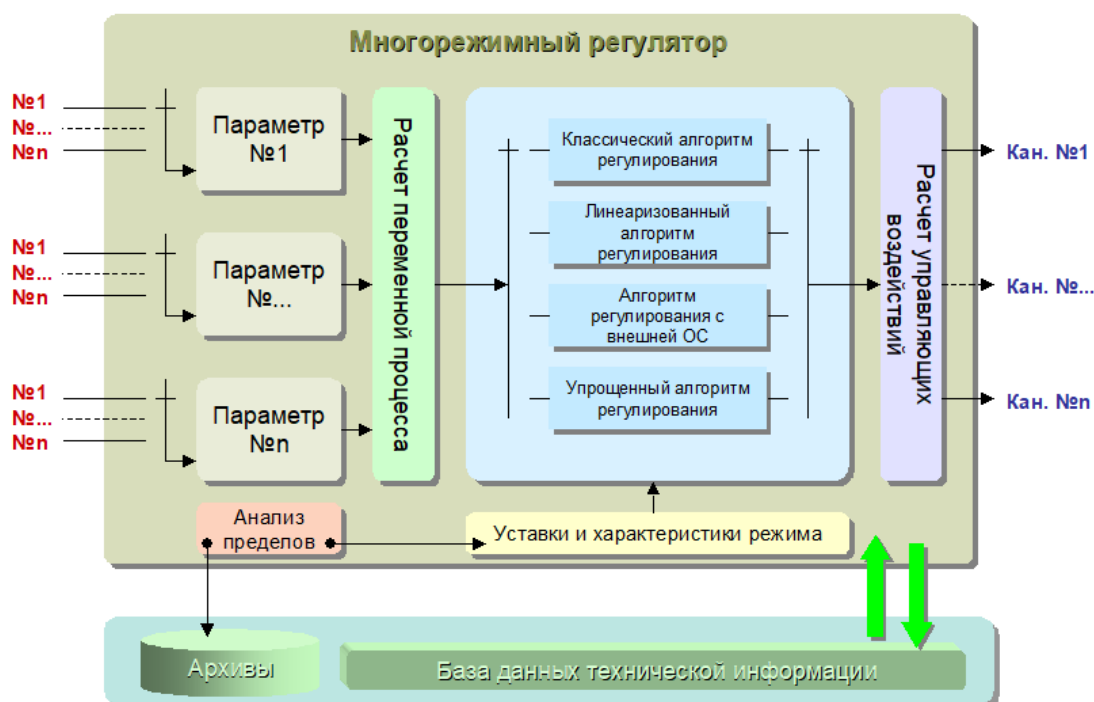 Многорежимный регулятор
№1
№...
№n
Параметр
№1
№1
№...
№n
Параметр
№...
№1
№...
№n
Параметр
№n
Расчет переменной процесса
Классический алгоритм
регулирования
Линеаризованный
алгоритм
регулирования
Алгоритм
регулирования с
внешней ОС
Упрощенный алгоритм
регулирования
Расчет управляющих
воздействий
Кан. №1
Кан. №...
Кан. №n
Анализ
пределов
Уставки и характеристики режима
Архивы
База данных технической информации